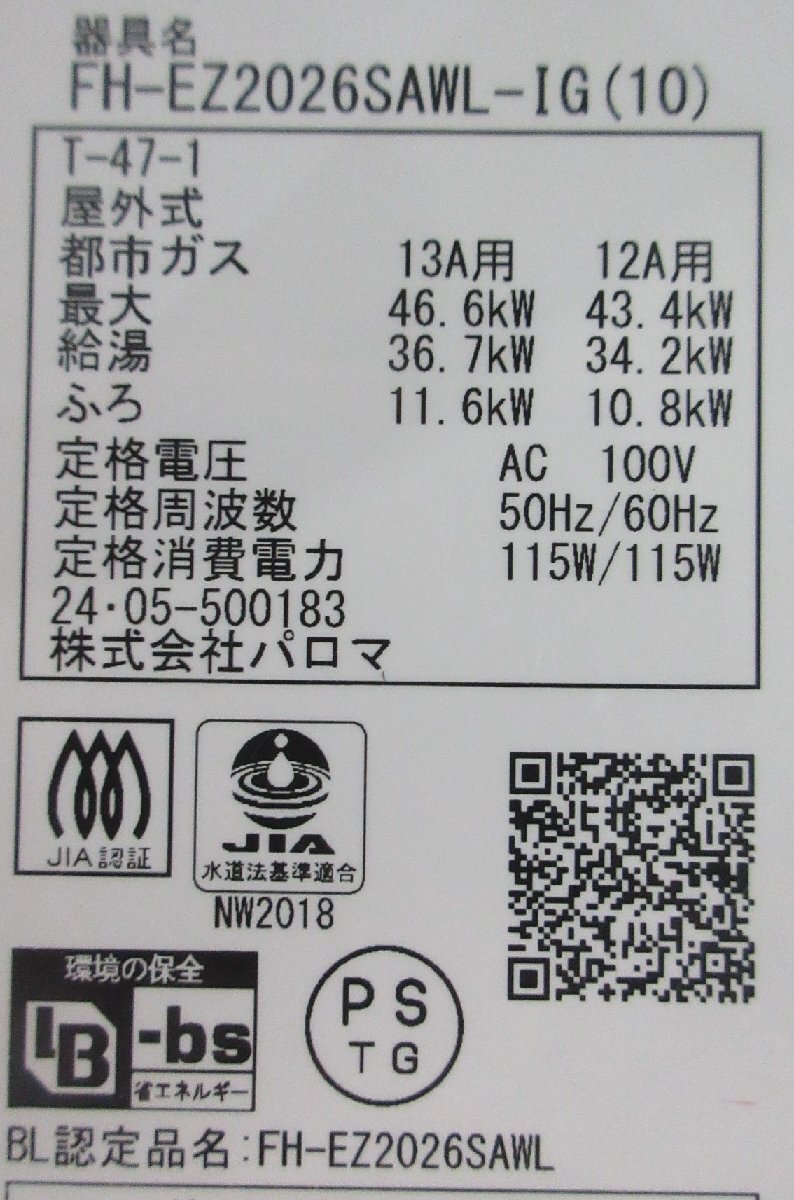 器具名
FH-EZ2026SAWL-IG(10)
T-47-1
屋外式
都市ガス 13A用 12A用
最大 46.6kW 43.4kW
給湯 36.7kW 34.2kW
ふろ 11.6kW 10.8kW
定格電圧 AC 100V
定格周波数 50Hz/60Hz
定格消費電力 115W/115W
24・05-500183
株式会社パロマ
JIA認証
JIA
水道法基準適合
NW2018
環境の保全
BL-bs
省エネルギー
PS
TG
BL認定品名:FH-EZ2026SAWL